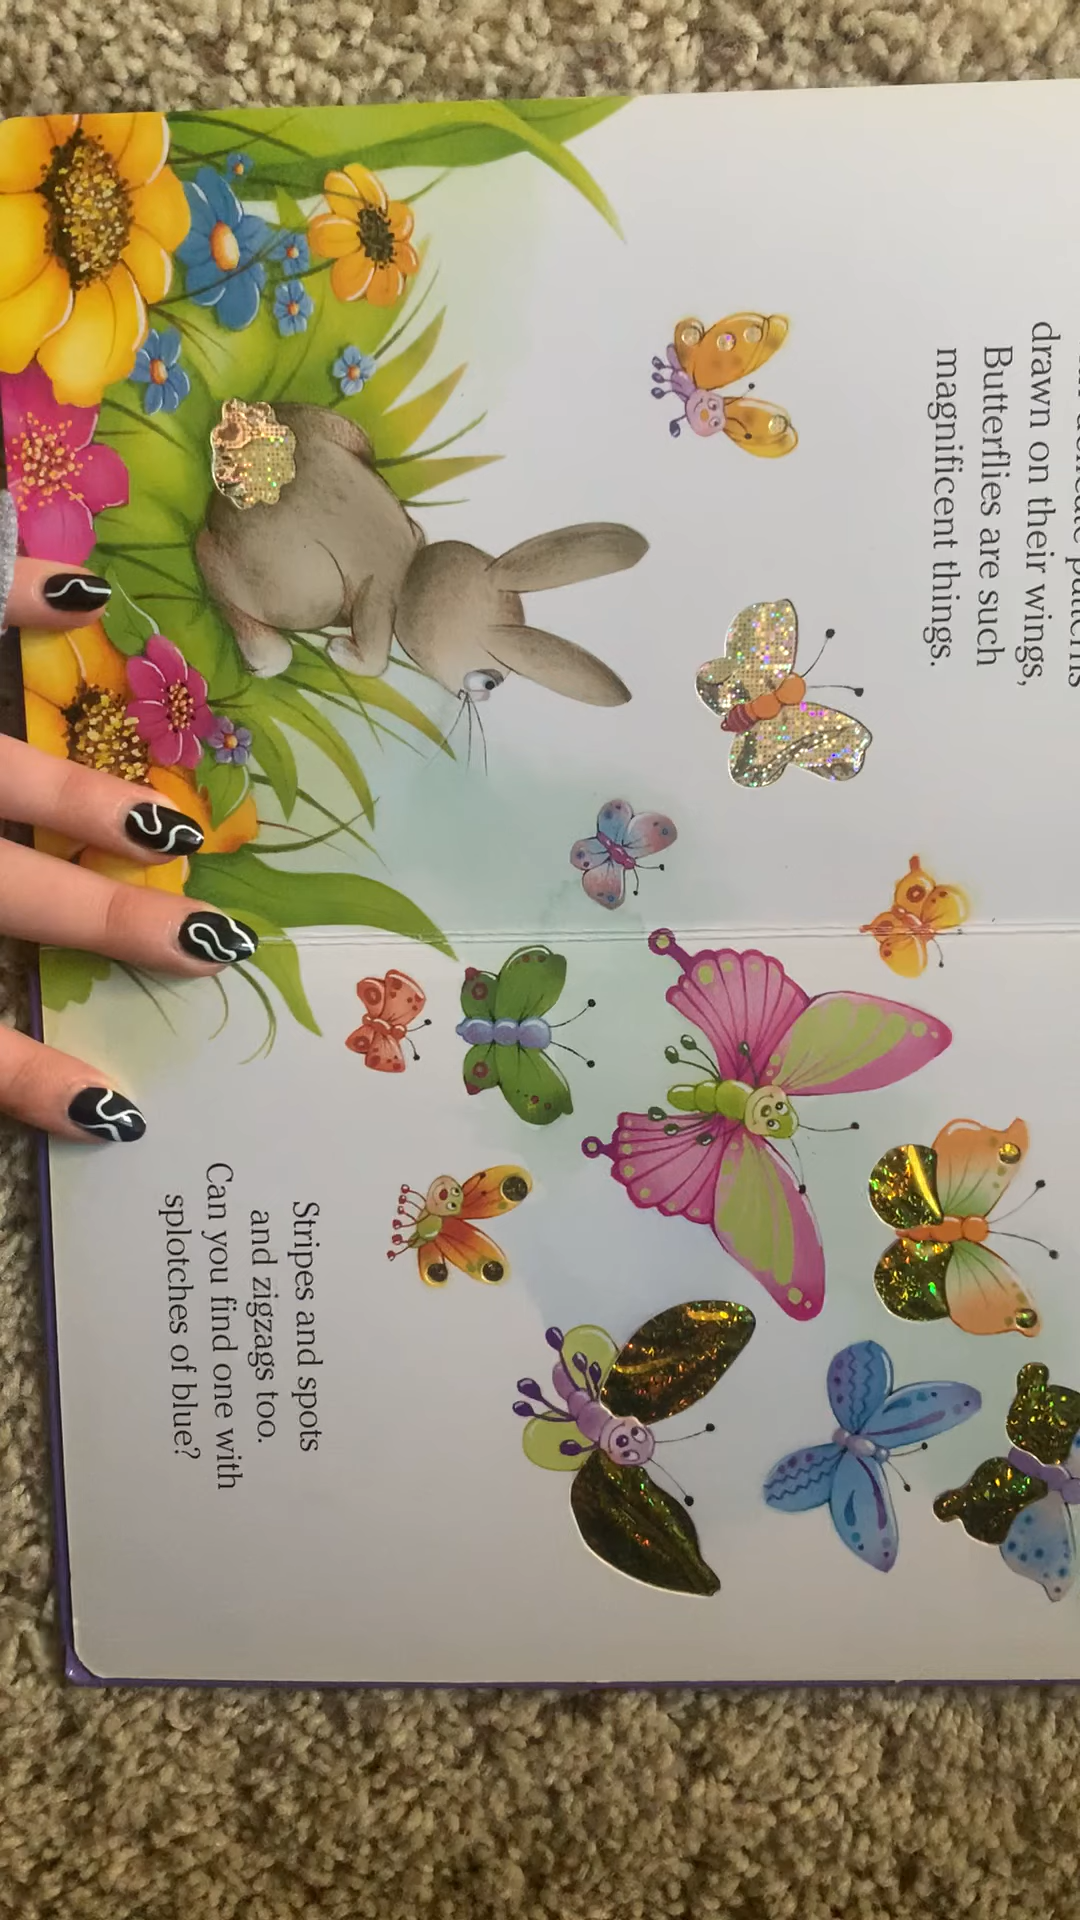 drawn on their wings,
Butterflies are such
magnificent things.
Stripes and spots
and zigzags too.
Can you find one with
splotches of blue?